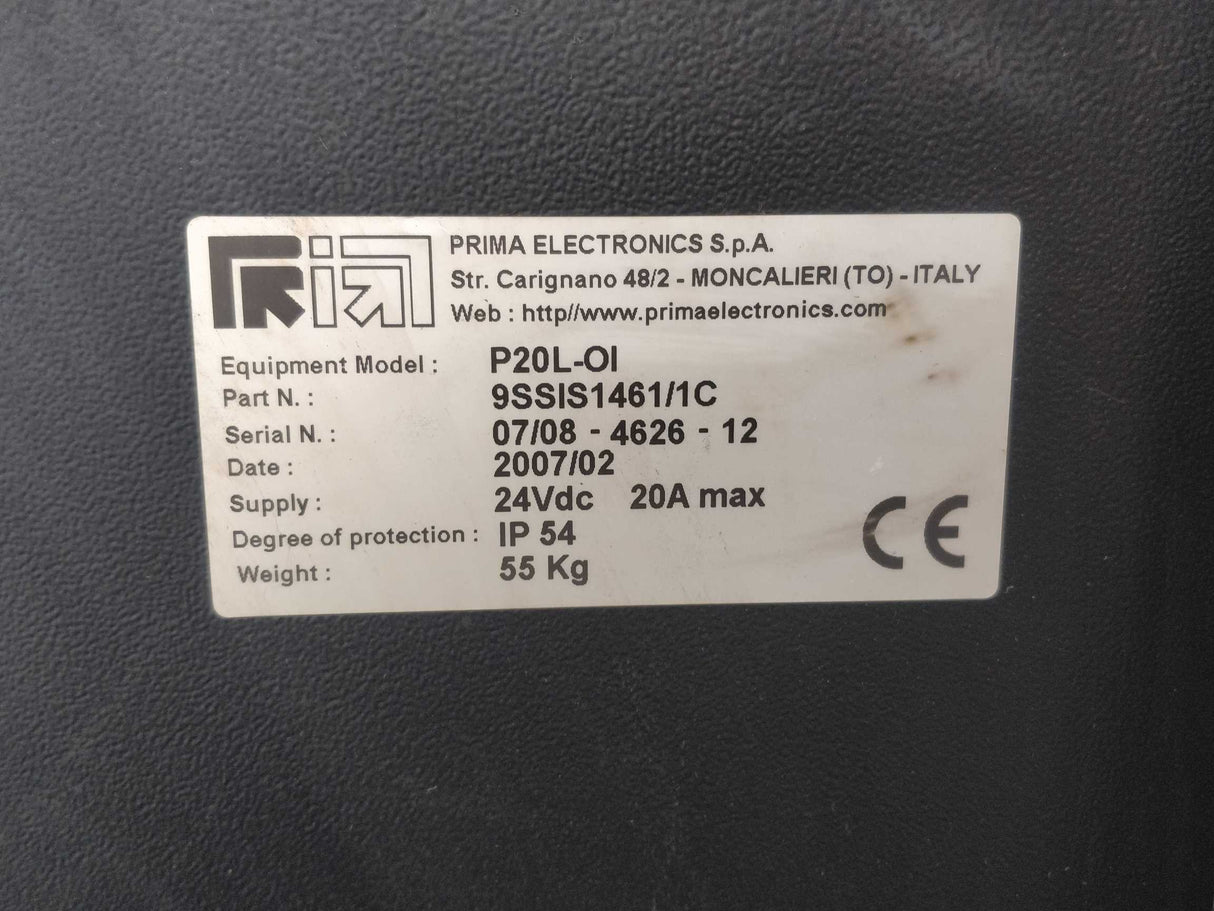 PRIMA ELECTRONICS S.p.A.
Str. Carignano 48/2 - MONCALIERI (TO) - ITALY
Web : http//www.primaelectronics.com
Equipment Model : P20L-OI
Part N. : 9SSIS1461/1C
Serial N. : 07/08 - 4626 - 12
Date : 2007/02
Supply : 24Vdc 20A max
Degree of protection : IP 54
Weight : 55 Kg
CE